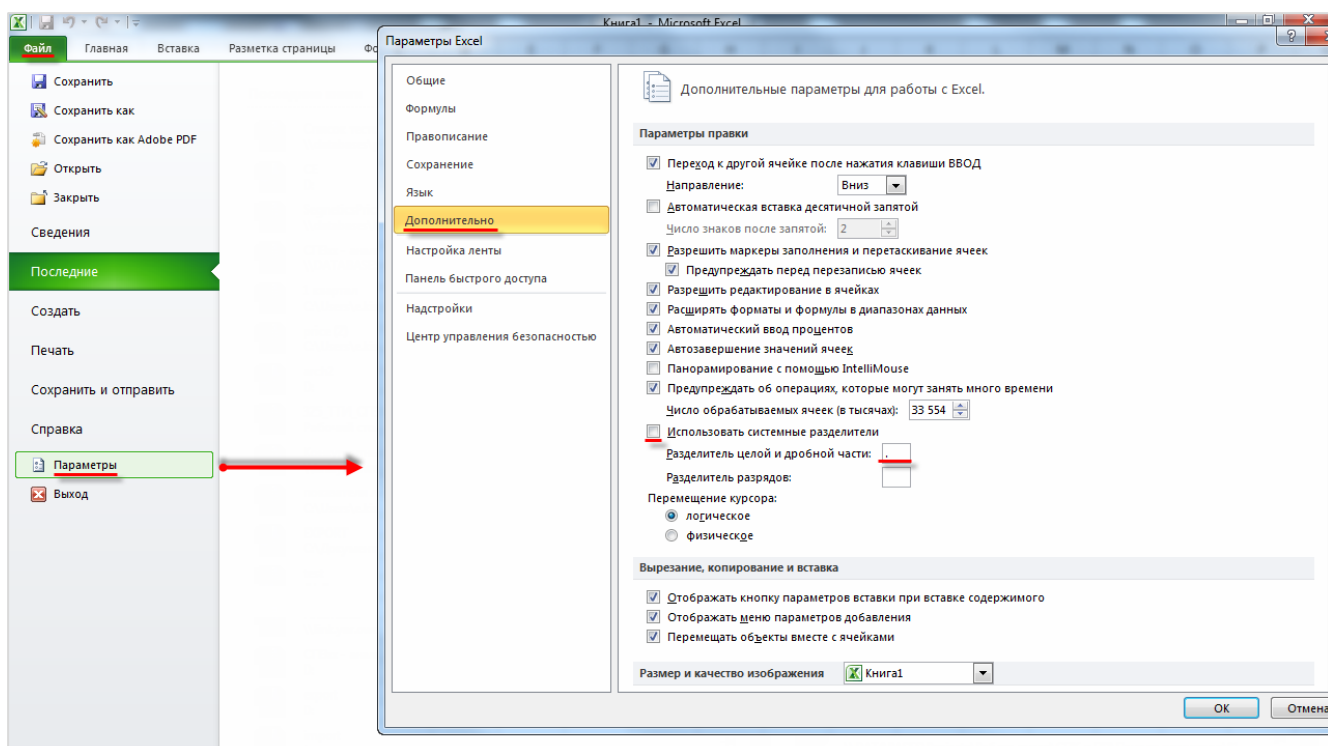 Книга1 - Microsoft Excel
Файл Главная Вставка Разметка страницы Фо
Сохранить
Сохранить как
Сохранить как Adobe PDF
Открыть
Закрыть
Сведения
Последние
Создать
Печать
Сохранить и отправить
Справка
Параметры
Выход
Параметры Excel
Общие
Формулы
Правописание
Сохранение
Язык
Дополнительно
Настройка ленты
Панель быстрого доступа
Надстройки
Центр управления безопасностью
Дополнительные параметры для работы с Excel.
Параметры правки
Переход к другой ячейке после нажатия клавиши ВВОД
Направление: Вниз
Автоматическая вставка десятичной запятой
Число знаков после запятой: 2
Разрешить маркеры заполнения и перетаскивание ячеек
Предупреждать перед перезаписью ячеек
Разрешить редактирование в ячейках
Расширять форматы и формулы в диапазонах данных
Автоматический ввод процентов
Автозавершение значений ячеек
Панорамирование с помощью IntelliMouse
Предупреждать об операциях, которые могут занять много времени
Число обрабатываемых ячеек (в тысячах): 33 554
Использовать системные разделители
Разделитель целой и дробной части: .
Разделитель разрядов:
Перемещение курсора:
логическое
физическое
Вырезание, копирование и вставка
Отображать кнопку параметров вставки при вставке содержимого
Отображать меню параметров добавления
Перемещать объекты вместе с ячейками
Размер и качество изображения Книга1
ОК Отмена